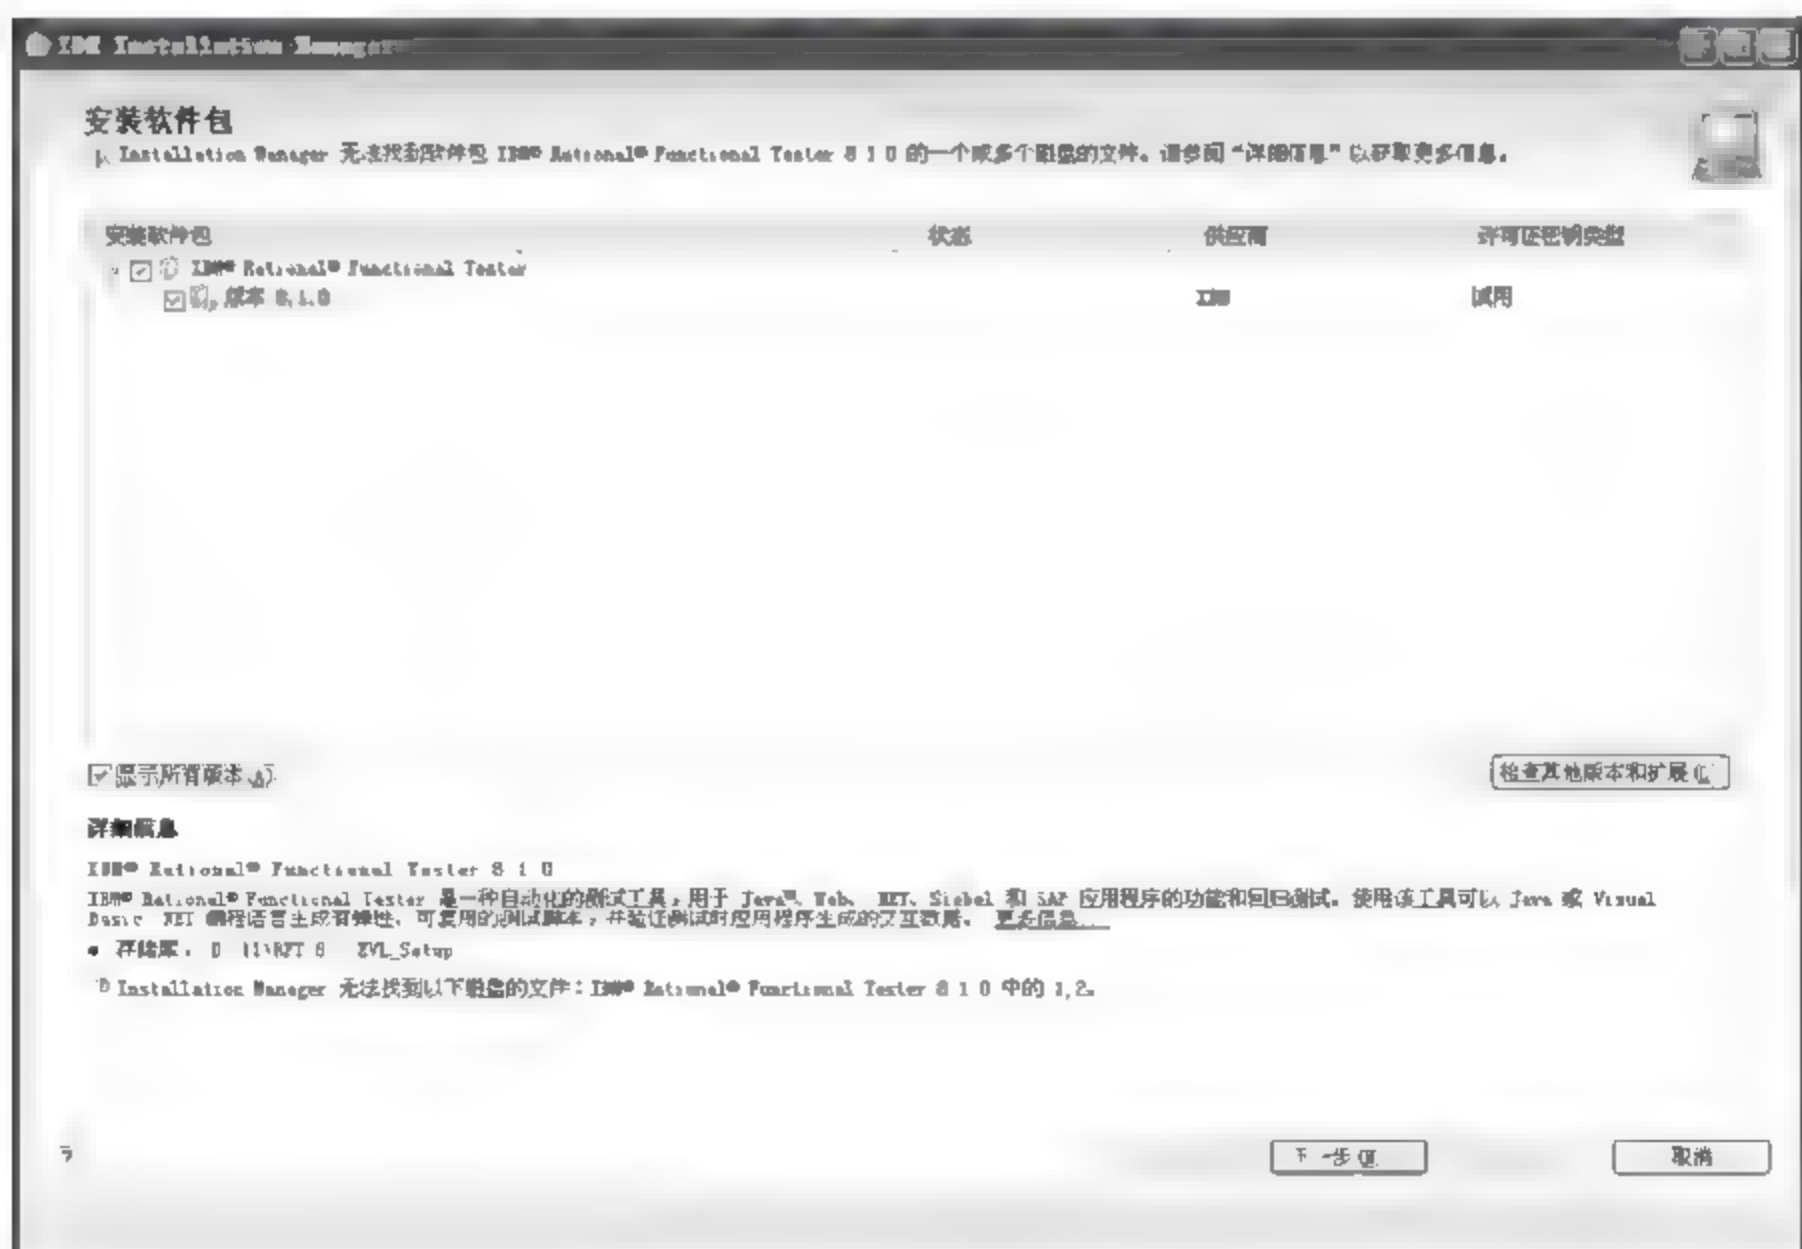 IBM Installation Manager
安装软件包
Installation Manager 无法找到软件包 IBM® Rational® Functional Tester 8 1 0 的一个或多个磁盘的文件。请参阅“详细信息”以获取更多信息。
安装软件包 状态 供应商 许可证密钥类型
IBM® Rational® Functional Tester
版本 8.1.0 IBM 试用
显示所有版本(A)
检查其他版本和扩展
详细信息
IBM® Rational® Functional Tester 8 1 0
IBM® Rational® Functional Tester 是一种自动化的测试工具，用于 Java™、Web、 NET、Siebel 和 SAP 应用程序的功能和回归测试。使用该工具可以 Java 或 Visual
Basic NET 编程语言生成有弹性、可复用的测试脚本，并验证测试时应用程序生成的交互数据。 更多信息...
存储库： _Setup
Installation Manager 无法找到以下磁盘的文件：IBM® Rational® Functional Tester 8 1 0 中的 1,2。
下一步
取消